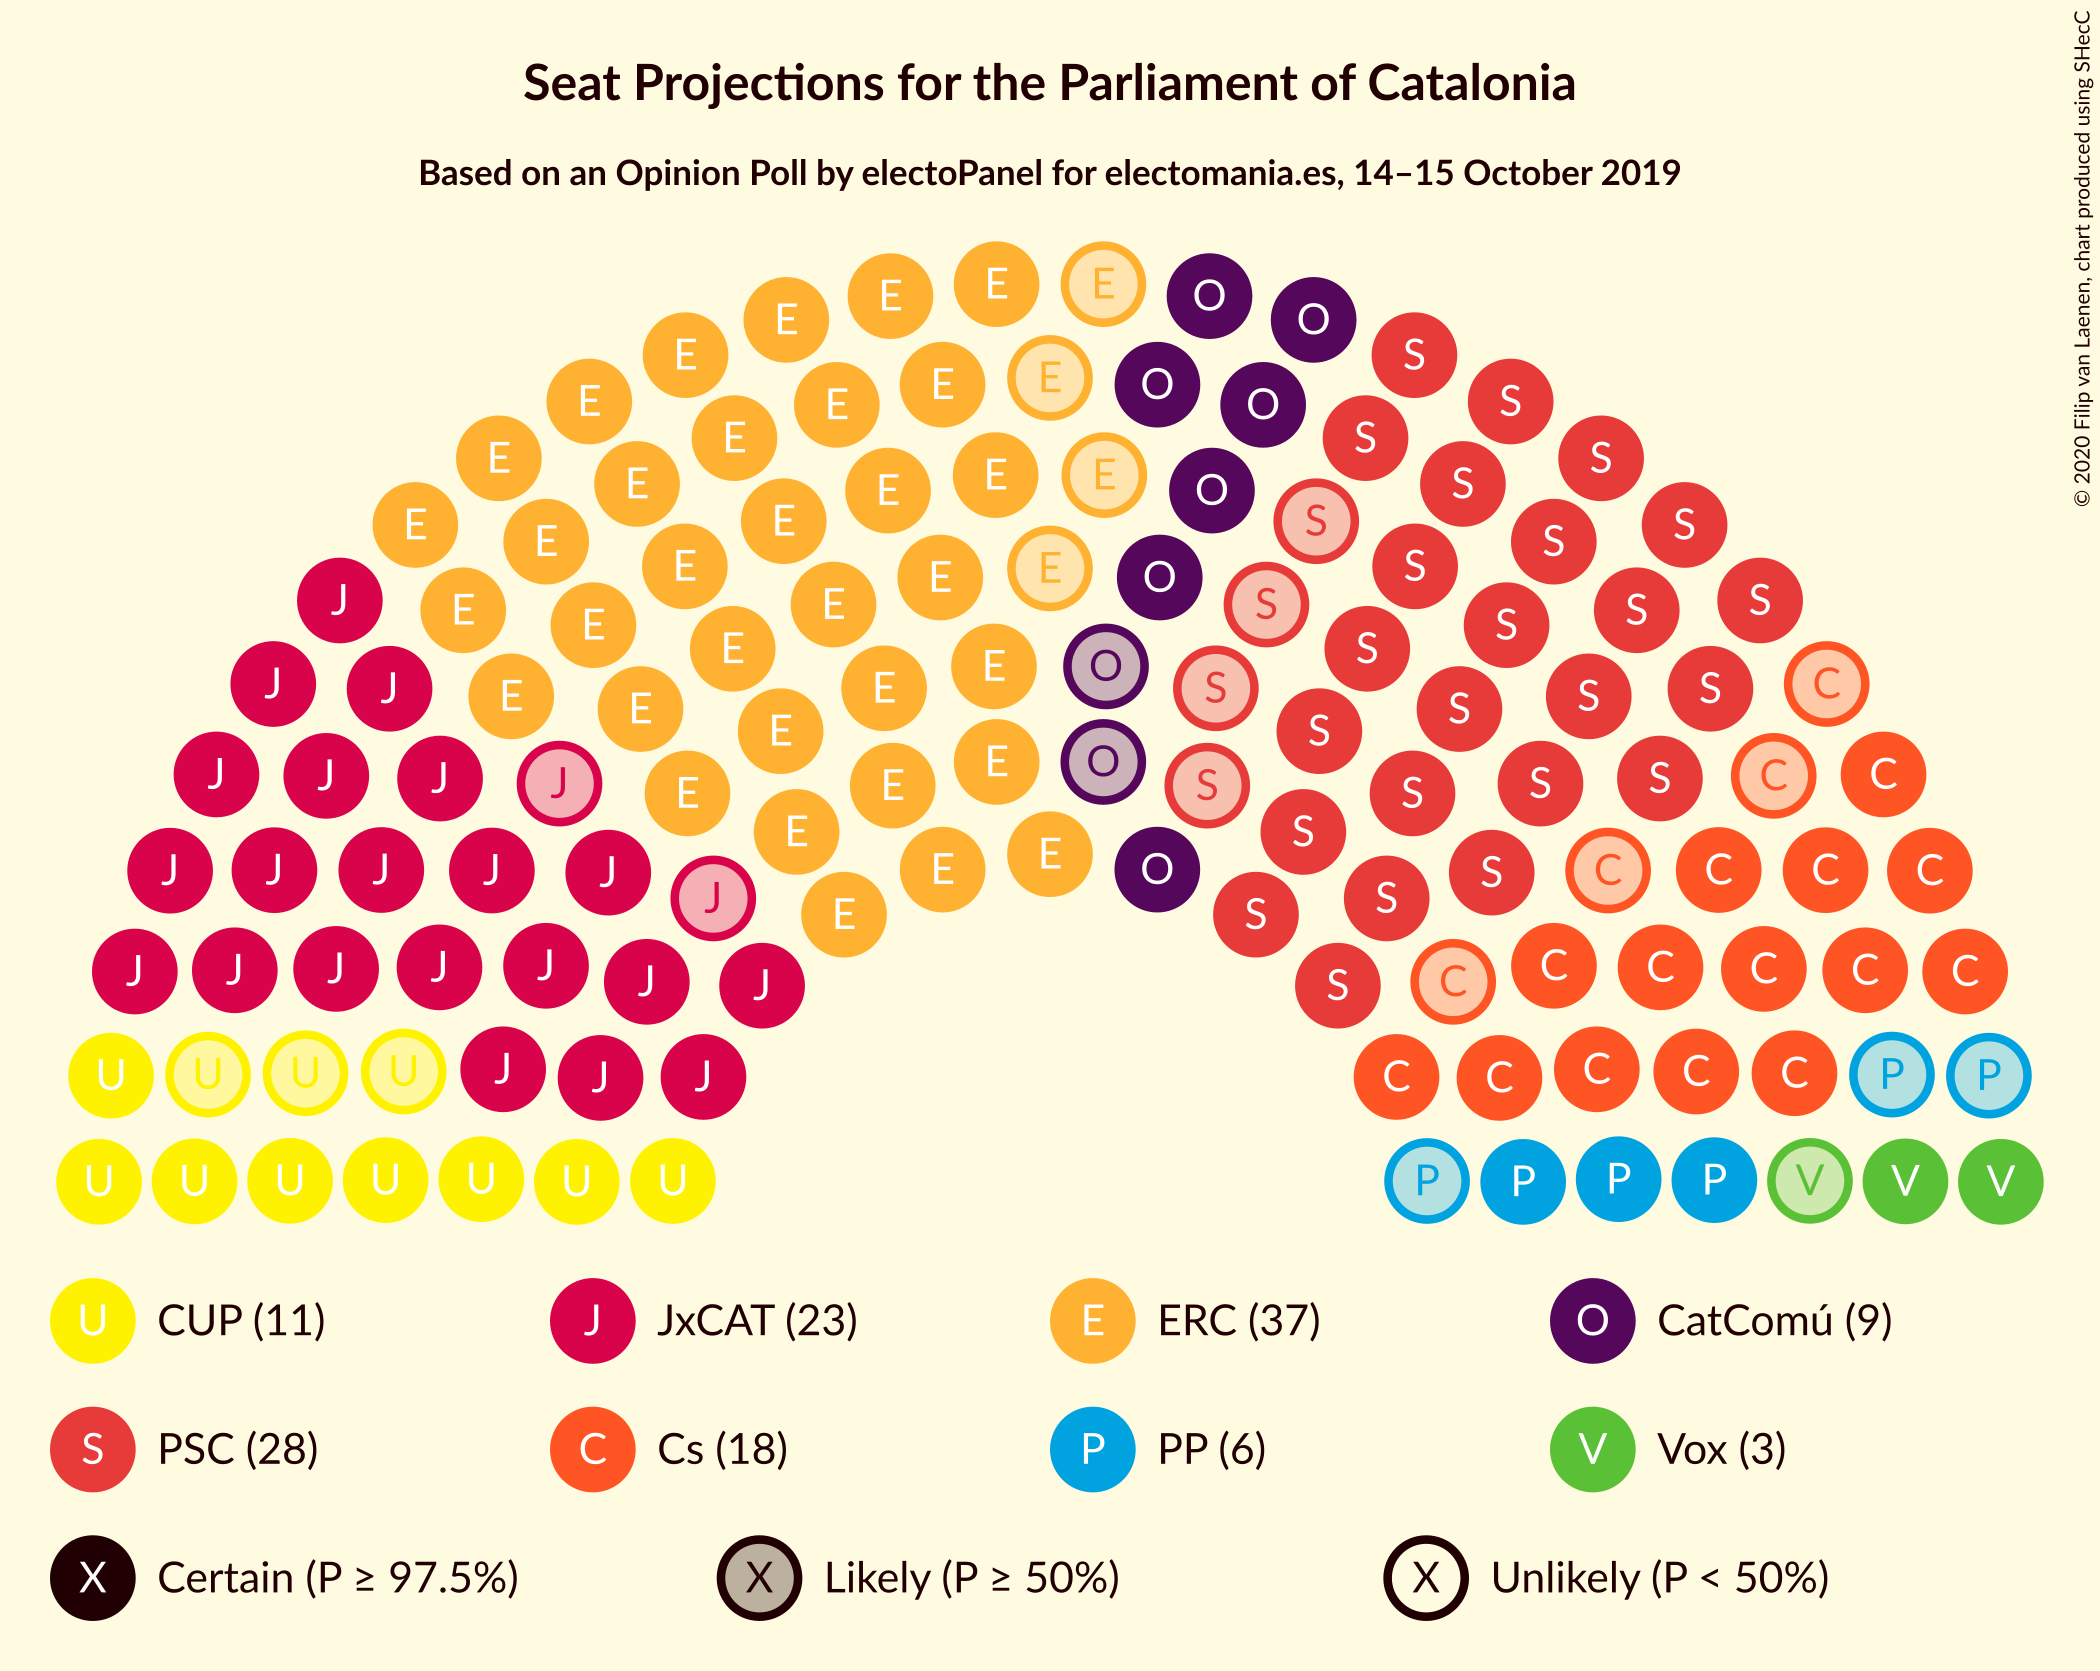 Seat Projections for the Parliament of Catalonia
Based on an Opinion Poll by electoPanel for electomania.es, 14–15 October 2019
© 2020 Filip van Laenen, chart produced using SHecC
E E E O O
E E O O S
E E E O O S
E E E O S S
E E E E O S S S
E E E O S S S
E E E E S S S S
J E E E O S S S S
J J E E E E O S S S S C
J J J J E E E O S S S S S C C
J J J J J J E E E E O S S S S C C C C
J J J J J J J S C C C C C C
U U U U J J J C C C C C P P
U U U U U U U P P P P V V V
U CUP (11) J JxCAT (23) E ERC (37) O CatComú (9)
S PSC (28) C Cs (18) P PP (6) V Vox (3)
X Certain (P ≥ 97.5%) X Likely (P ≥ 50%) X Unlikely (P < 50%)